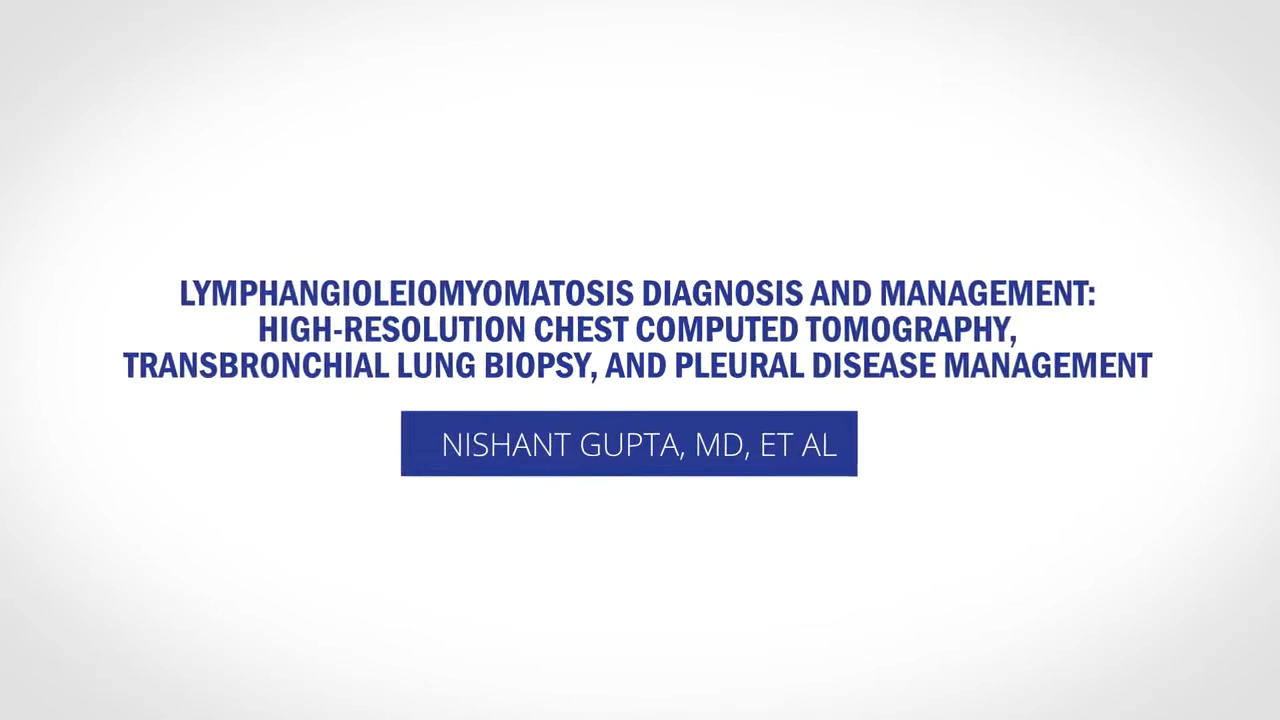 LYMPHANGIOLEIOMYOMATOSIS DIAGNOSIS AND MANAGEMENT:
HIGH-RESOLUTION CHEST COMPUTED TOMOGRAPHY,
TRANSBRONCHIAL LUNG BIOPSY, AND PLEURAL DISEASE MANAGEMENT
NISHANT GUPTA, MD, ET AL